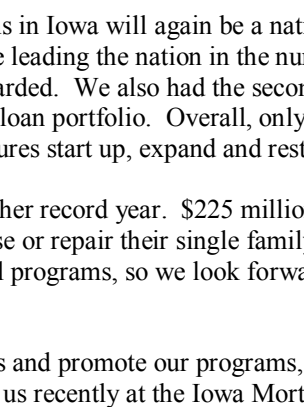 s in Iowa will again be a nati
e leading the nation in the nu
arded.  We also had the secon
loan portfolio.  Overall, only
ures start up, expand and rest
her record year.  $225 millio
se or repair their single family
l programs, so we look forwa
s and promote our programs,
us recently at the Iowa Mort